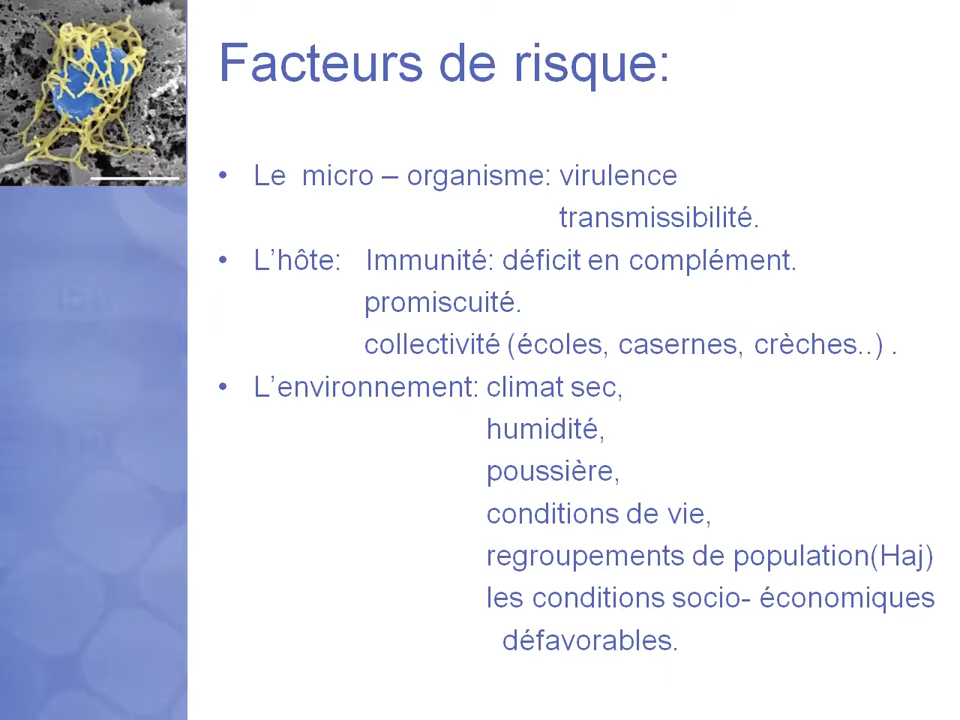 Facteurs de risque:
• Le micro – organisme: virulence
transmissibilité.
• L'hôte: Immunité: déficit en complément.
promiscuité.
collectivité (écoles, casernes, crèches..) .
• L'environnement: climat sec,
humidité,
poussière,
conditions de vie,
regroupements de population(Haj)
les conditions socio- économiques
défavorables.